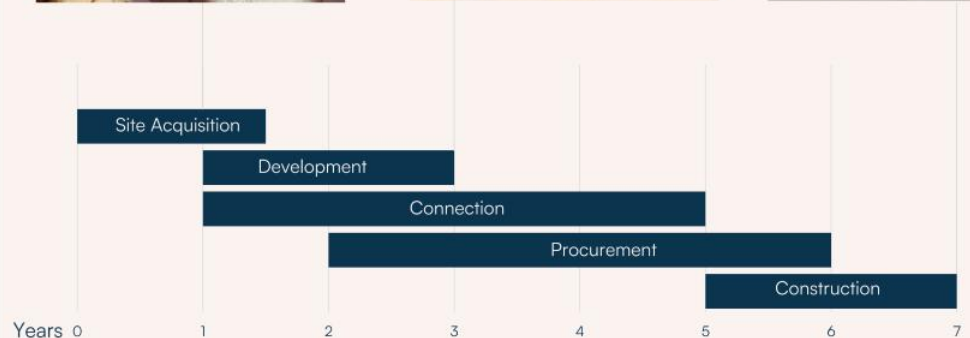 Site Acquisition
Development
Connection
Procurement
Construction
Years 0 1 2 3 4 5 6 7